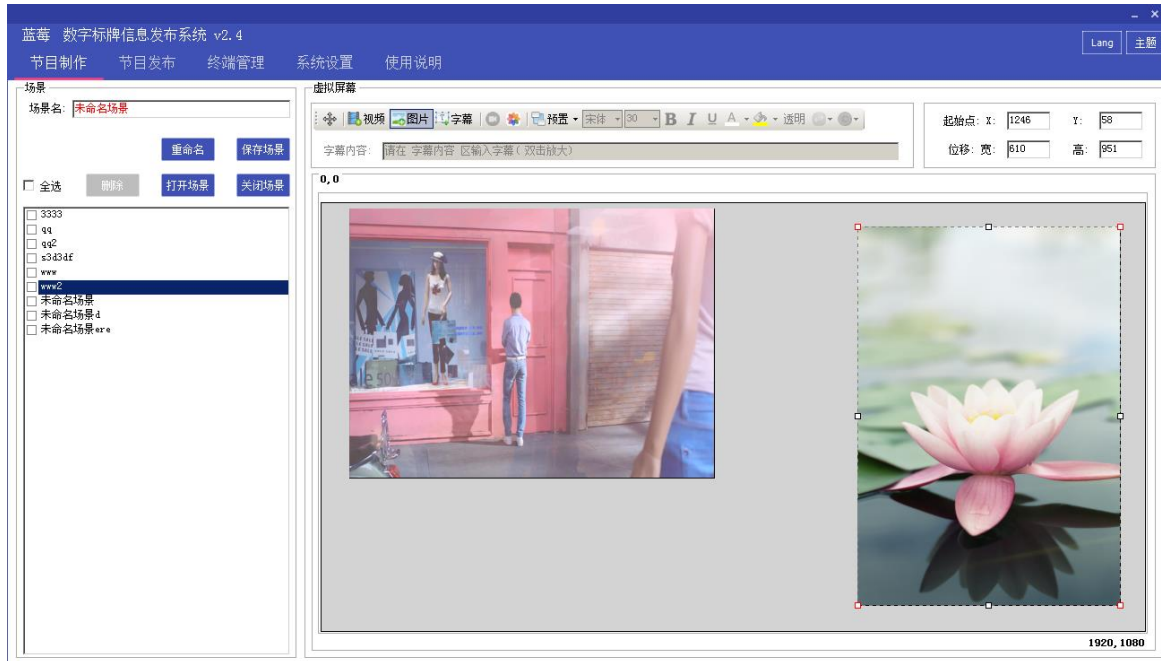 蓝莓 数字标牌信息发布系统 v2.4
Lang 主题
节目制作 节目发布 终端管理 系统设置 使用说明
场景
场景名: 未命名场景
重命名 保存场景
全选 删除 打开场景 关闭场景
3333
qq
qq2
s3d3df
www
www2
未命名场景
未命名场景d
未命名场景ere
虚拟屏幕
视频 图片 字幕 预置 宋体 30 B I U A 透明
字幕内容: 请在 字幕内容 区输入字幕(双击放大)
起始点: X: 1246 Y: 58
位移: 宽: 610 高: 951
0,0
1920,1080